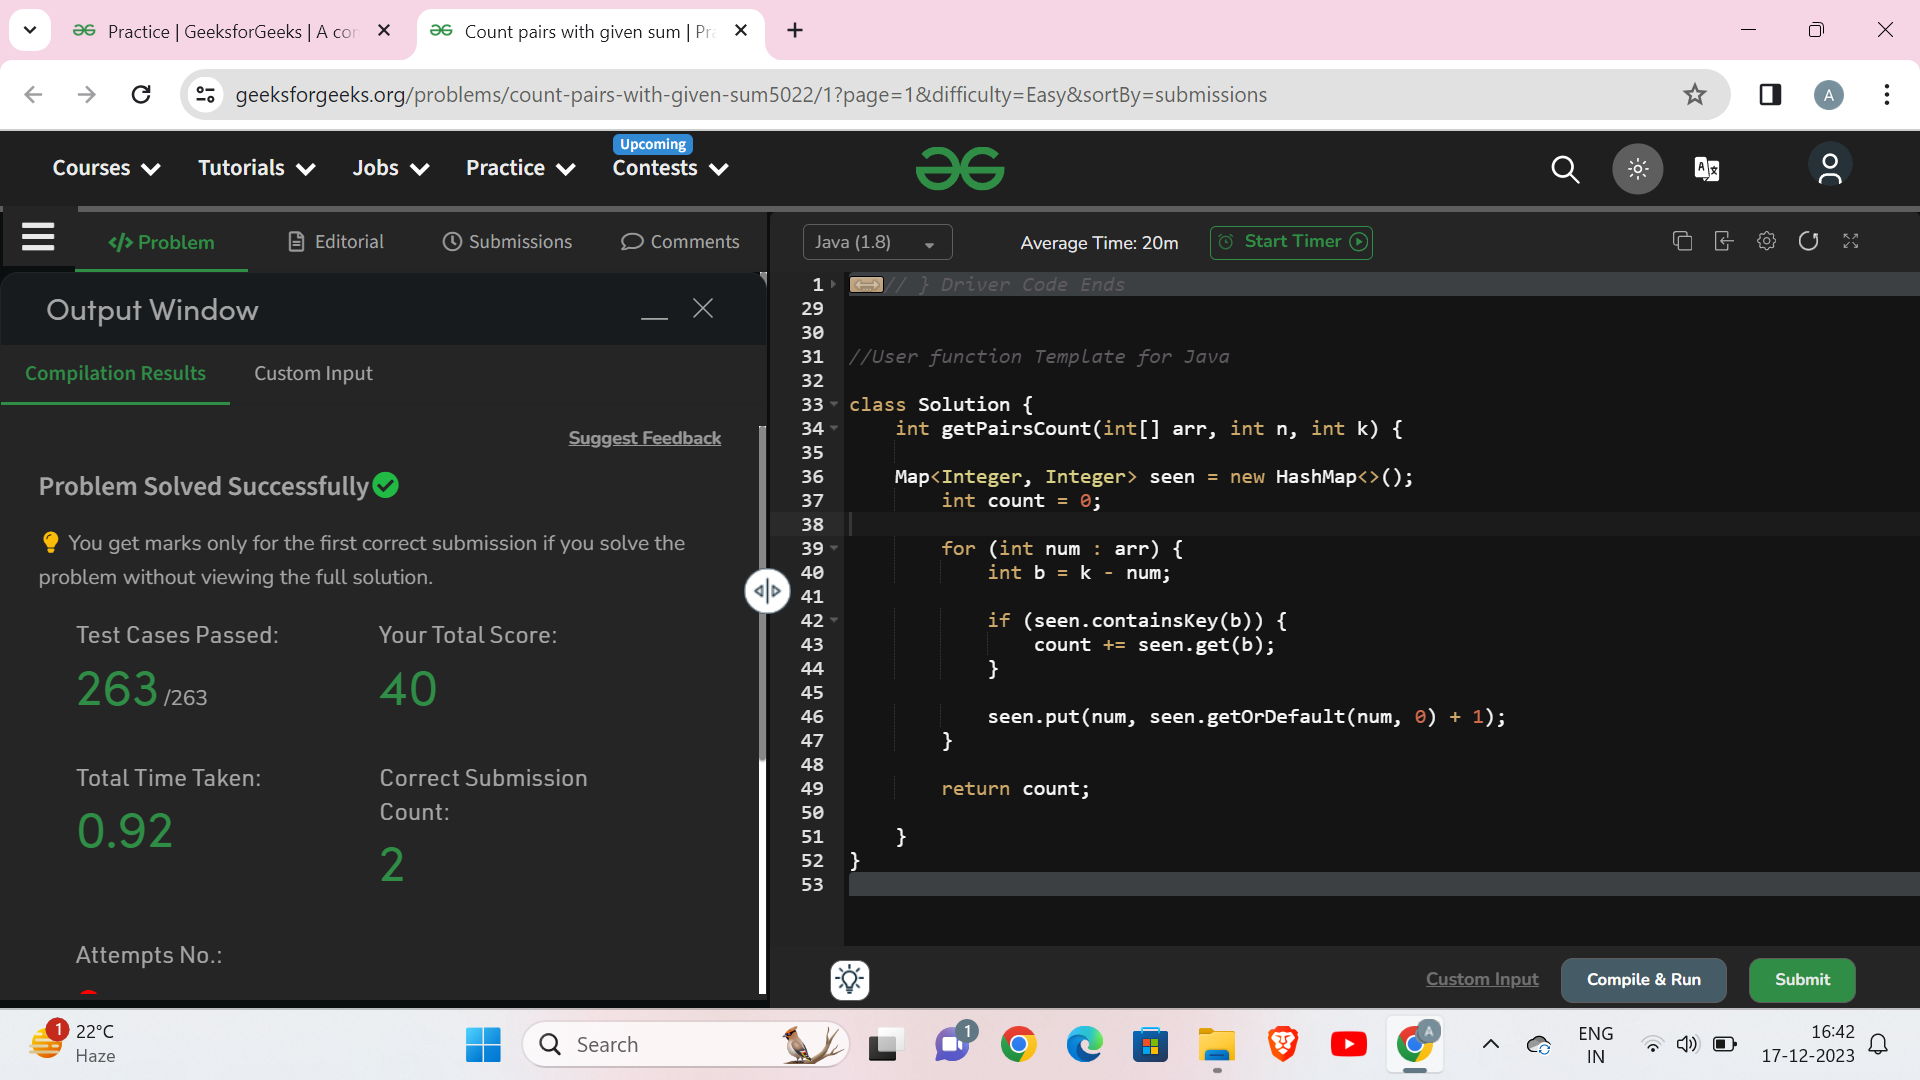 Practice | GeeksforGeeks | A cor
Count pairs with given sum | Pra
geeksforgeeks.org/problems/count-pairs-with-given-sum5022/1?page=1&difficulty=Easy&sortBy=submissions
A
Upcoming
Courses Tutorials Jobs Practice Contests
Problem Editorial Submissions Comments
Java (1.8) Average Time: 20m Start Timer
Output Window
Compilation Results Custom Input
Suggest Feedback
Problem Solved Successfully
You get marks only for the first correct submission if you solve the
problem without viewing the full solution.
Test Cases Passed: Your Total Score:
263 /263 40
Total Time Taken: Correct Submission
Count:
0.92
2
Attempts No.:
1 // } Driver Code Ends
29
30
31 //User function Template for Java
32
33 class Solution {
34 int getPairsCount(int[] arr, int n, int k) {
35
36 Map<Integer, Integer> seen = new HashMap<>();
37 int count = 0;
38
39 for (int num : arr) {
40 int b = k - num;
41
42 if (seen.containsKey(b)) {
43 count += seen.get(b);
44 }
45
46 seen.put(num, seen.getOrDefault(num, 0) + 1);
47 }
48
49 return count;
50
51 }
52 }
53
Custom Input Compile & Run Submit
1 22°C
Haze
Search
1
A
ENG
IN
16:42
17-12-2023